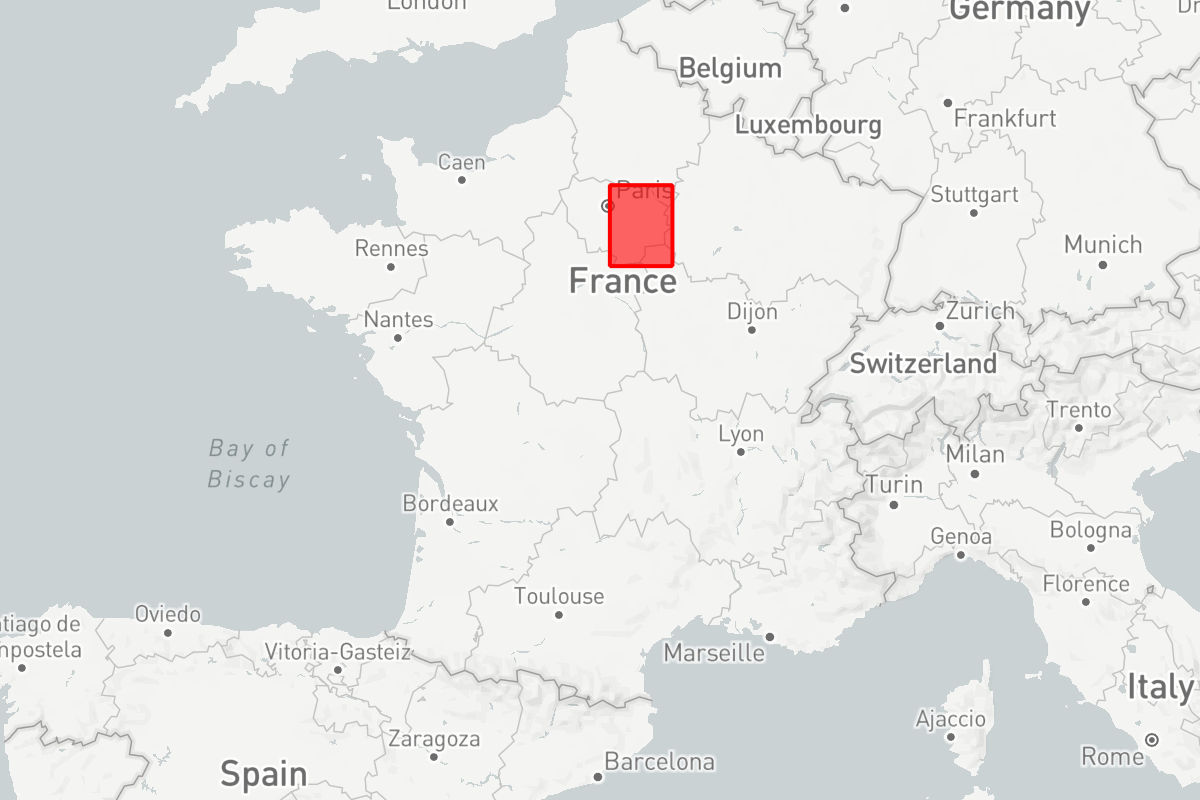 London
Germany
Dr
Belgium
Luxembourg
Frankfurt
Caen
Paris
Stuttgart
Rennes
Munich
France
Nantes
Dijon
Zurich
Switzerland
Trento
Lyon
Bay of
Biscay
Milan
Turin
Bordeaux
Genoa
Bologna
Florence
Toulouse
Oviedo
tiago de
mpostela
Vitoria-Gasteiz
Marseille
Italy
Ajaccio
Zaragoza
Rome
Barcelona
Spain